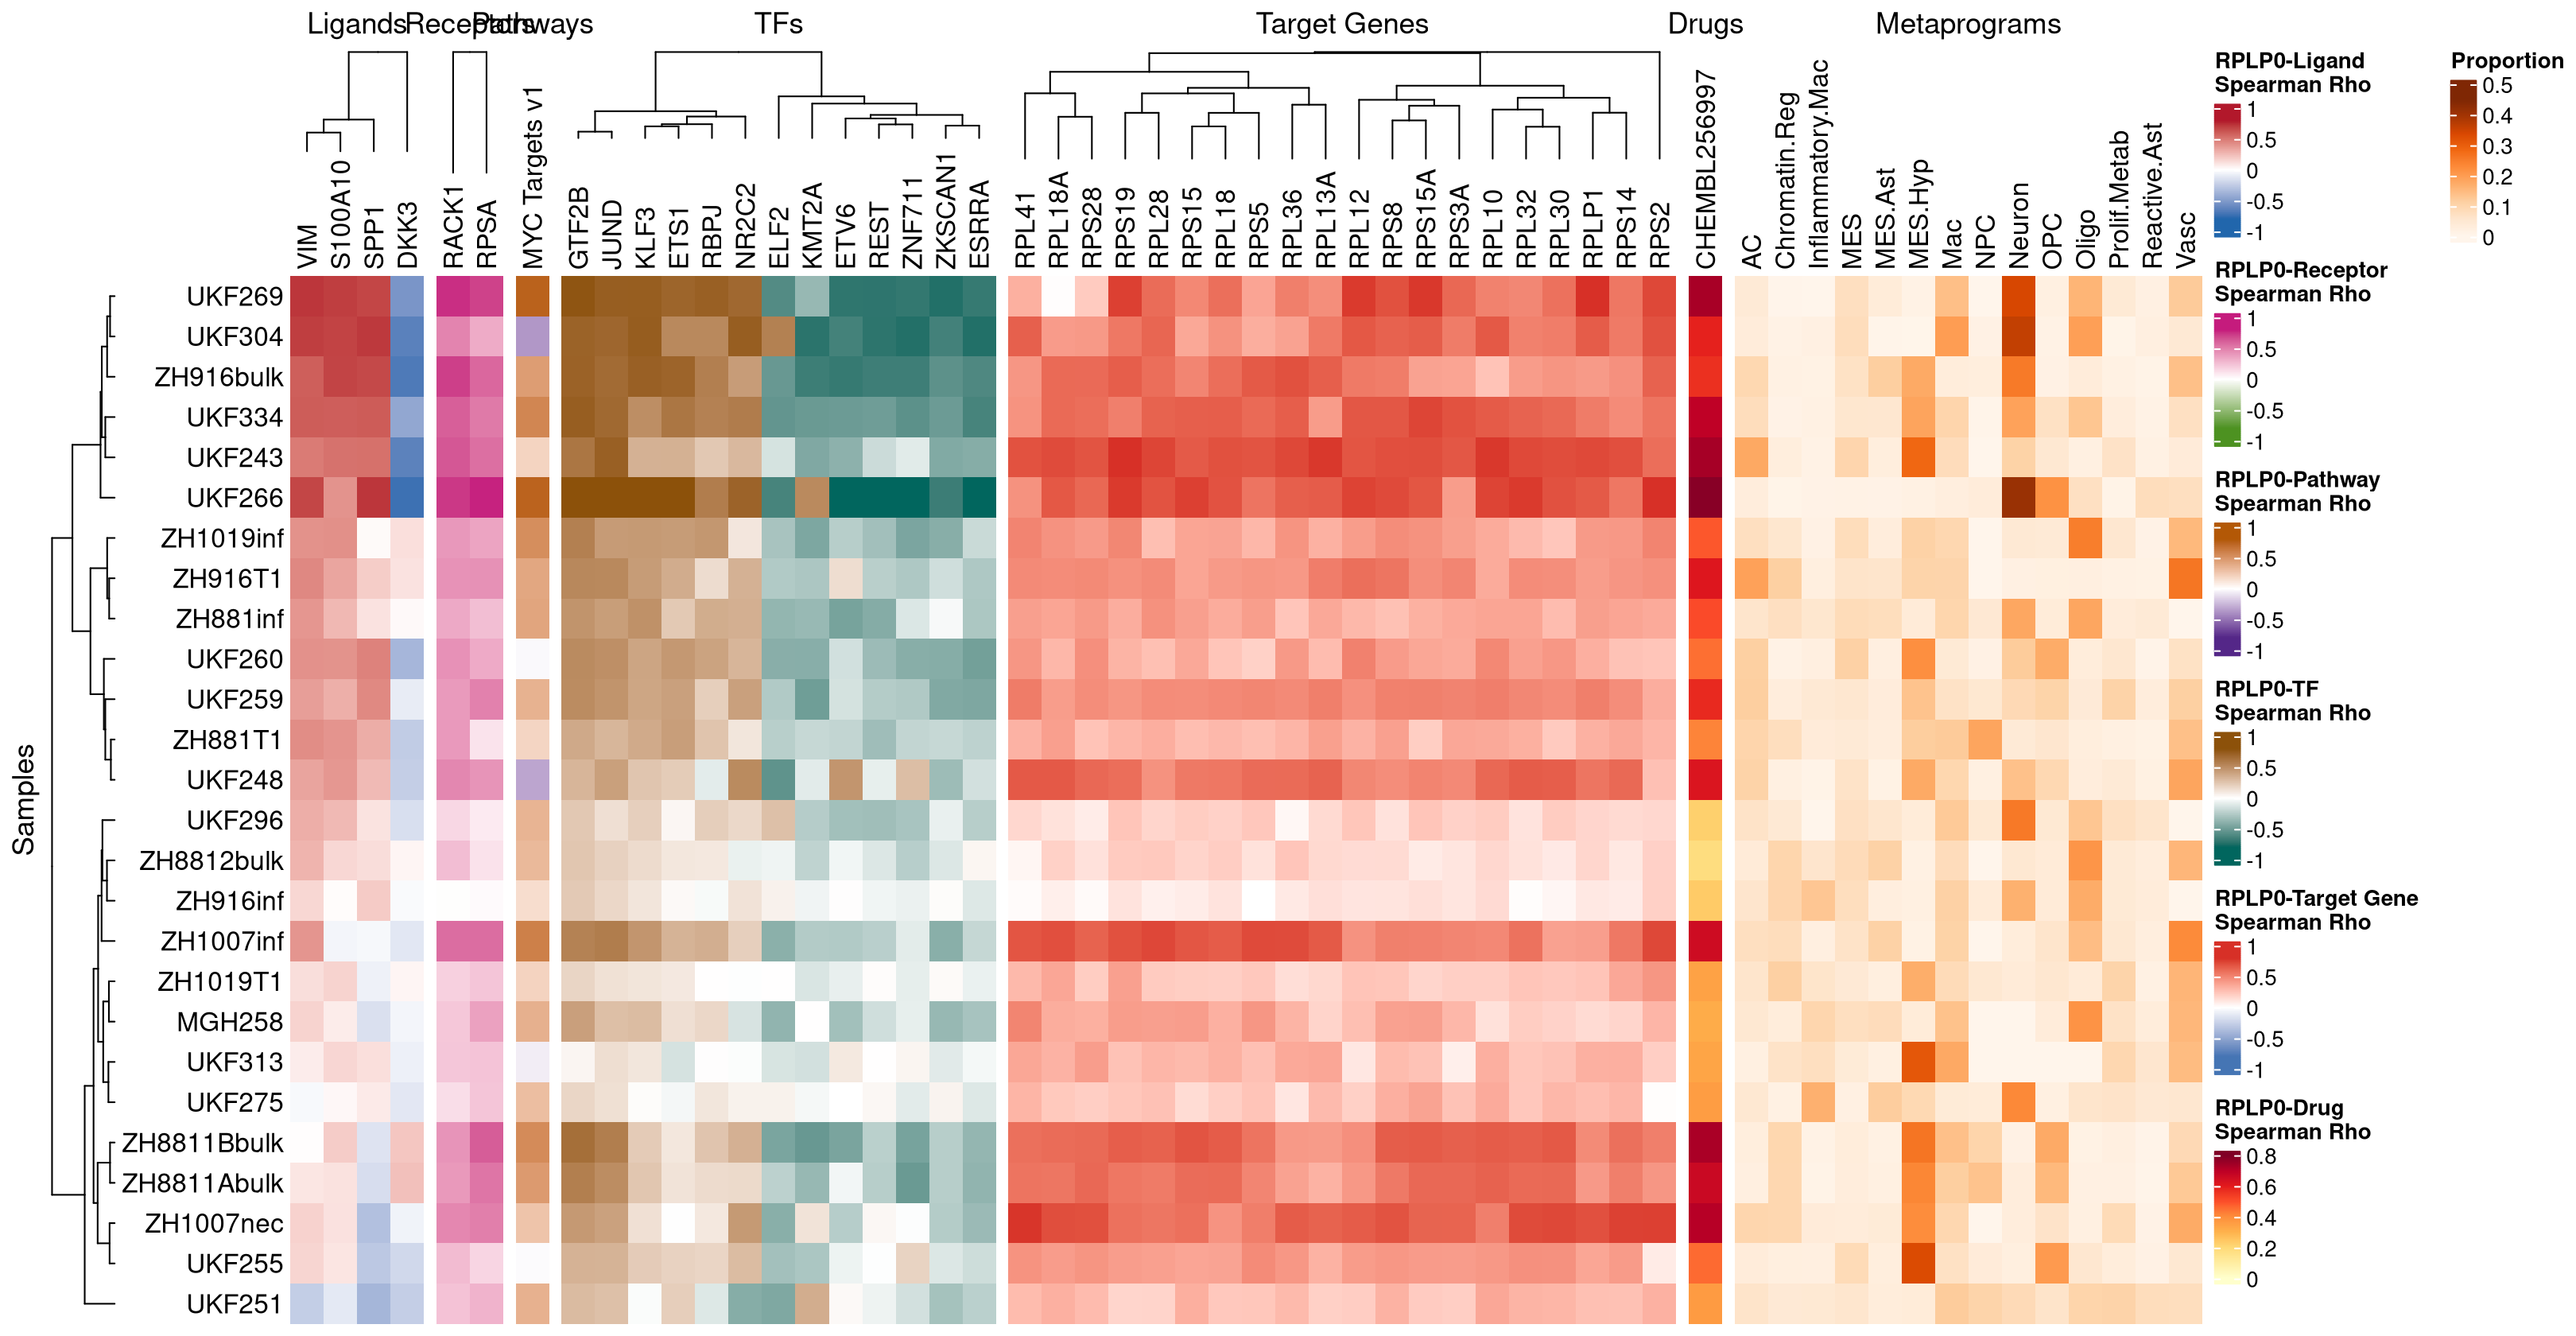 Ligands Receptors Pathways TFs Target Genes Drugs Metaprograms
VIM S100A10 SPP1 DKK3 RACK1 RPSA MYC Targets v1 GTF2B JUND KLF3 ETS1 RBPJ NR2C2 ELF2 KMT2A ETV6 REST ZNF711 ZKSCAN1 ESRRA RPL41 RPL18A RPS28 RPS19 RPL28 RPS15 RPL18 RPS5 RPL36 RPL13A RPL12 RPS8 RPS15A RPS3A RPL10 RPL32 RPL30 RPLP1 RPS14 RPS2 CHEMBL256997 AC Chromatin.Reg Inflammatory.Mac MES MES.Ast MES.Hyp Mac NPC Neuron OPC Oligo Prolif.Metab Reactive.Ast Vasc
Samples
UKF269
UKF304
ZH916bulk
UKF334
UKF243
UKF266
ZH1019inf
ZH916T1
ZH881inf
UKF260
UKF259
ZH881T1
UKF248
UKF296
ZH8812bulk
ZH916inf
ZH1007inf
ZH1019T1
MGH258
UKF313
UKF275
ZH8811Bbulk
ZH8811Abulk
ZH1007nec
UKF255
UKF251
RPLP0-Ligand
Spearman Rho
1
0.5
0
-0.5
-1
RPLP0-Receptor
Spearman Rho
1
0.5
0
-0.5
-1
RPLP0-Pathway
Spearman Rho
1
0.5
0
-0.5
-1
RPLP0-TF
Spearman Rho
1
0.5
0
-0.5
-1
RPLP0-Target Gene
Spearman Rho
1
0.5
0
-0.5
-1
RPLP0-Drug
Spearman Rho
0.8
0.6
0.4
0.2
0
Proportion
0.5
0.4
0.3
0.2
0.1
0